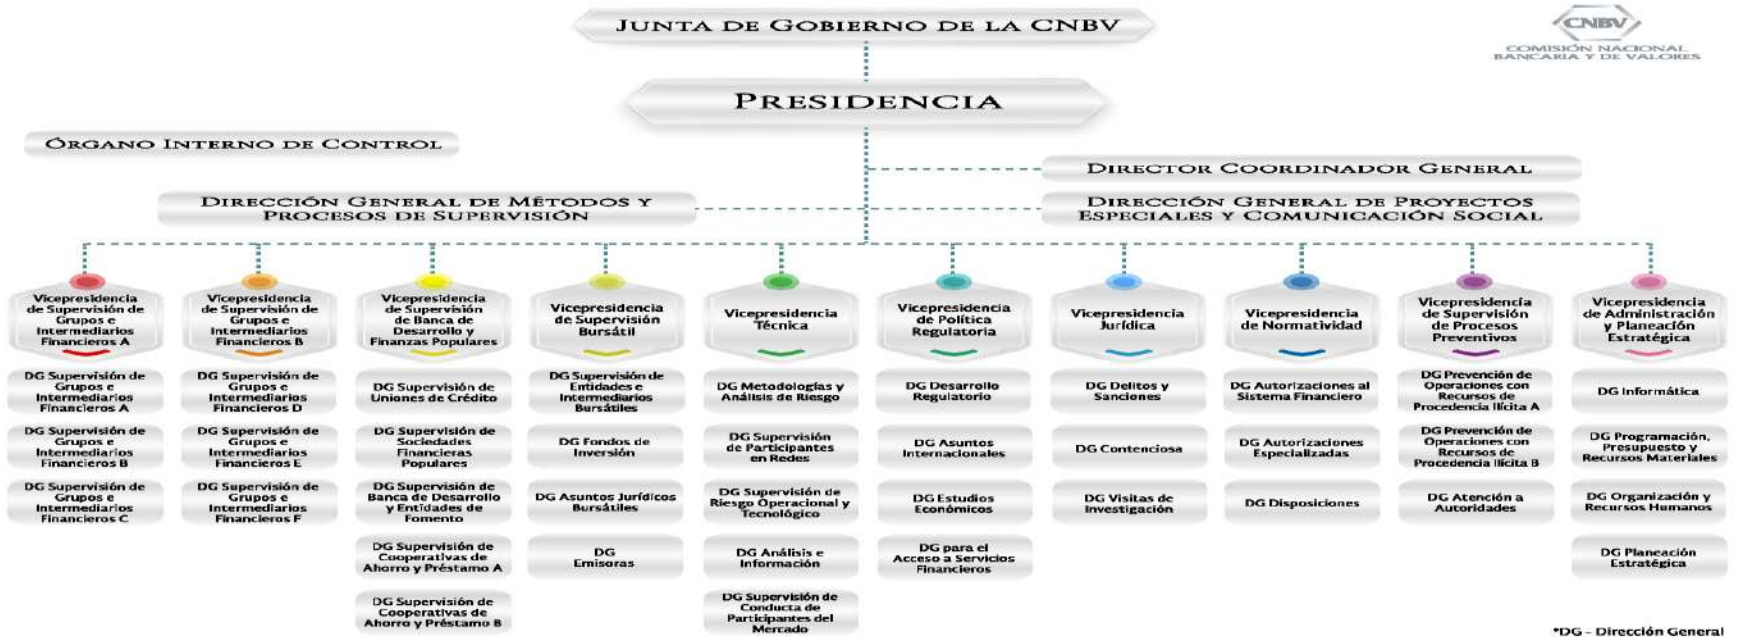 JUNTA DE GOBIERNO DE LA CNBV
CNBV
COMISIÓN NACIONAL
BANCARIA Y DE VALORES
PRESIDENCIA
ÓRGANO INTERNO DE CONTROL
DIRECTOR COORDINADOR GENERAL
DIRECCIÓN GENERAL DE MÉTODOS Y
PROCESOS DE SUPERVISIÓN
DIRECCIÓN GENERAL DE PROYECTOS
ESPECIALES Y COMUNICACIÓN SOCIAL
Vicepresidencia
de Supervisión de
Grupos e
Intermediarios
Financieros A
DG Supervisión de
Grupos e
Intermediarios
Financieros A
DG Supervisión de
Grupos e
Intermediarios
Financieros B
DG Supervisión de
Grupos e
Intermediarios
Financieros C
Vicepresidencia
de Supervisión de
Grupos e
Intermediarios
Financieros B
DG Supervisión de
Grupos e
Intermediarios
Financieros D
DG Supervisión de
Grupos e
Intermediarios
Financieros E
DG Supervisión de
Grupos e
Intermediarios
Financieros F
Vicepresidencia
de Supervisión
de Banca de
Desarrollo y
Finanzas Populares
DG Supervisión de
Uniones de Crédito
DG Supervisión de
Sociedades
Financieras
Populares
DG Supervisión de
Banca de Desarrollo
y Entidades de
Fomento
DG Supervisión de
Cooperativas de
Ahorro y Préstamo A
DG Supervisión de
Cooperativas de
Ahorro y Préstamo B
Vicepresidencia
de Supervisión
Bursátil
DG Supervisión de
Entidades e
Intermediarios
Bursátiles
DG Fondos de
Inversión
DG Asuntos Jurídicos
Bursátiles
DG
Emisoras
Vicepresidencia
Técnica
DG Metodologías y
Análisis de Riesgo
DG Supervisión
de Participantes
en Redes
DG Supervisión de
Riesgo Operacional y
Tecnológico
DG Análisis e
Información
DG Supervisión de
Conducta de
Participantes del
Mercado
Vicepresidencia
de Política
Regulatoria
DG Desarrollo
Regulatorio
DG Asuntos
Internacionales
DG Estudios
Económicos
DG para el
Acceso a Servicios
Financieros
Vicepresidencia
Jurídica
DG Delitos y
Sanciones
DG Contenciosa
DG Visitas de
Investigación
Vicepresidencia
de Normatividad
DG Autorizaciones al
Sistema Financiero
DG Autorizaciones
Especializadas
DG Disposiciones
Vicepresidencia
de Supervisión
de Procesos
Preventivos
DG Prevención de
Operaciones con
Recursos de
Procedencia Ilícita A
DG Prevención de
Operaciones con
Recursos de
Procedencia Ilícita B
DG Atención a
Autoridades
Vicepresidencia
de Administración
y Planeación
Estratégica
DG Informática
DG Programación,
Presupuesto y
Recursos Materiales
DG Organización y
Recursos Humanos
DG Planeación
Estratégica
*DG - Dirección General